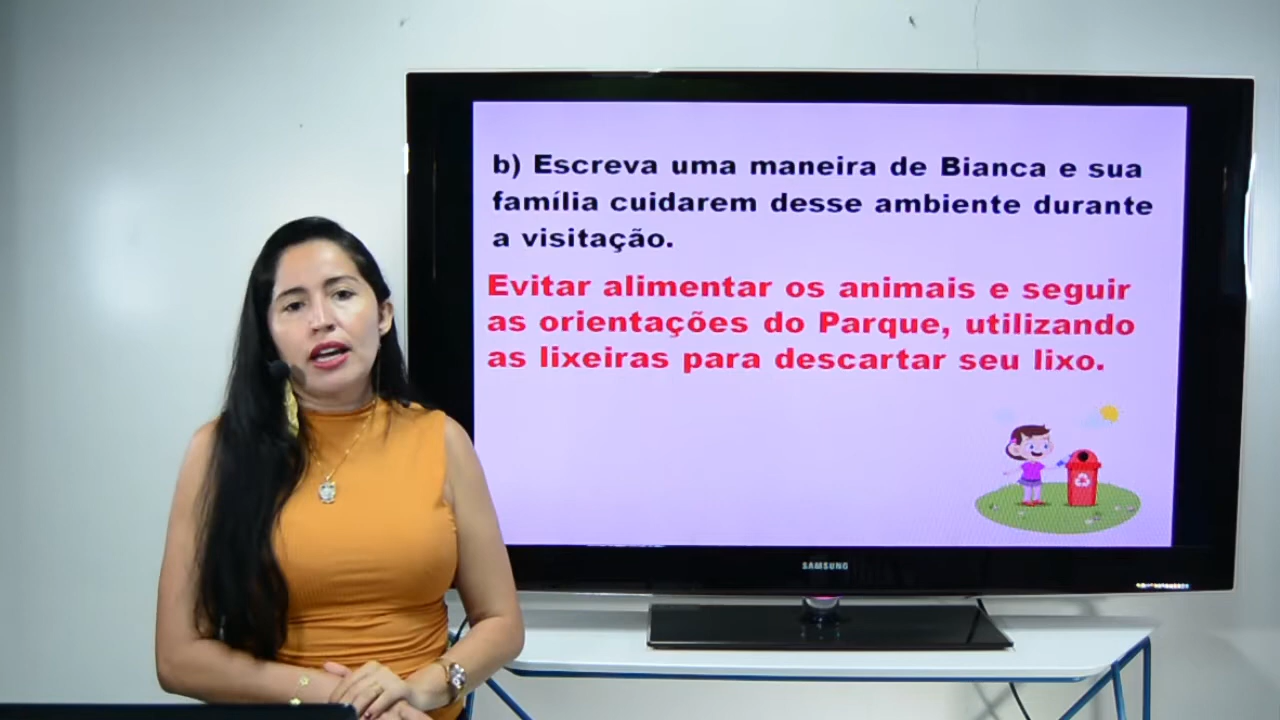 b) Escreva uma maneira de Bianca e sua
família cuidarem desse ambiente durante
a visitação.
Evitar alimentar os animais e seguir
as orientações do Parque, utilizando
as lixeiras para descartar seu lixo.
SAMSUNG